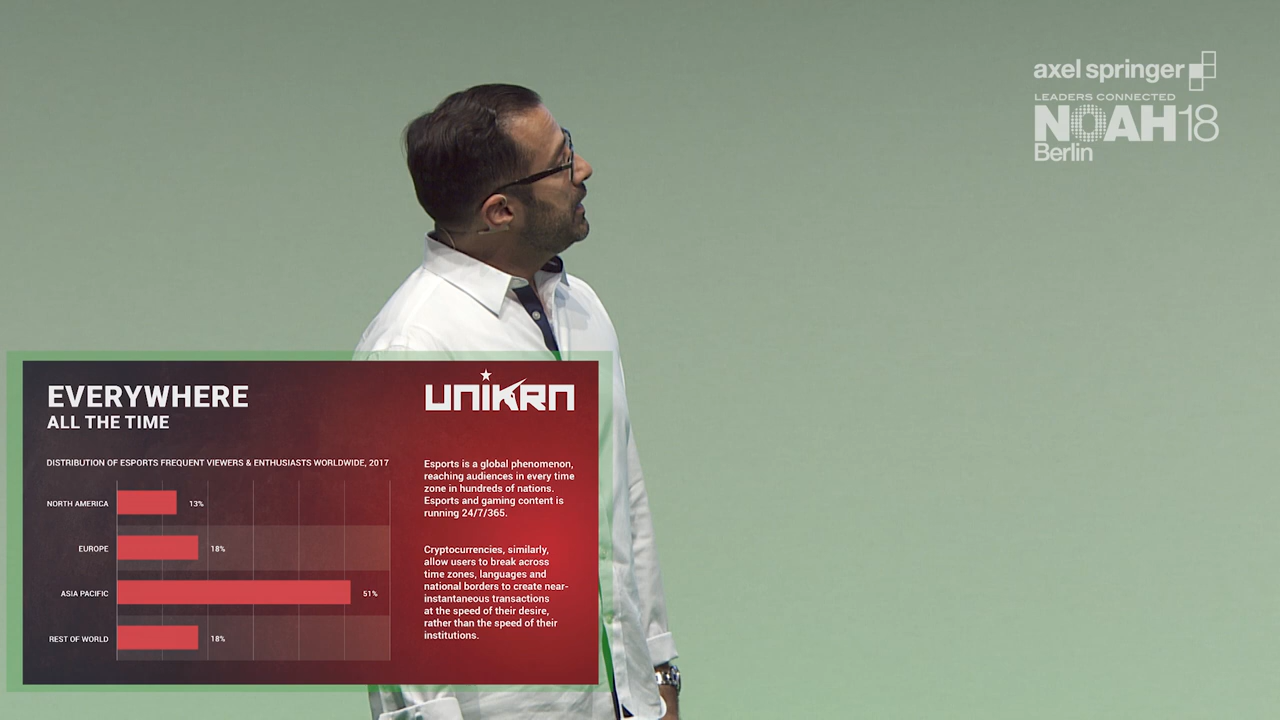 axel springer
LEADERS CONNECTED
NOAH18
Berlin
EVERYWHERE
ALL THE TIME
UNIKRN
DISTRIBUTION OF ESPORTS FREQUENT VIEWERS & ENTHUSIASTS WORLDWIDE, 2017
NORTH AMERICA 13%
EUROPE 18%
ASIA PACIFIC 51%
REST OF WORLD 18%
Esports is a global phenomenon,
reaching audiences in every time
zone in hundreds of nations.
Esports and gaming content is
running 24/7/365.
Cryptocurrencies, similarly,
allow users to break across
time zones, languages and
national borders to create near-
instantaneous transactions
at the speed of their desire,
rather than the speed of their
institutions.